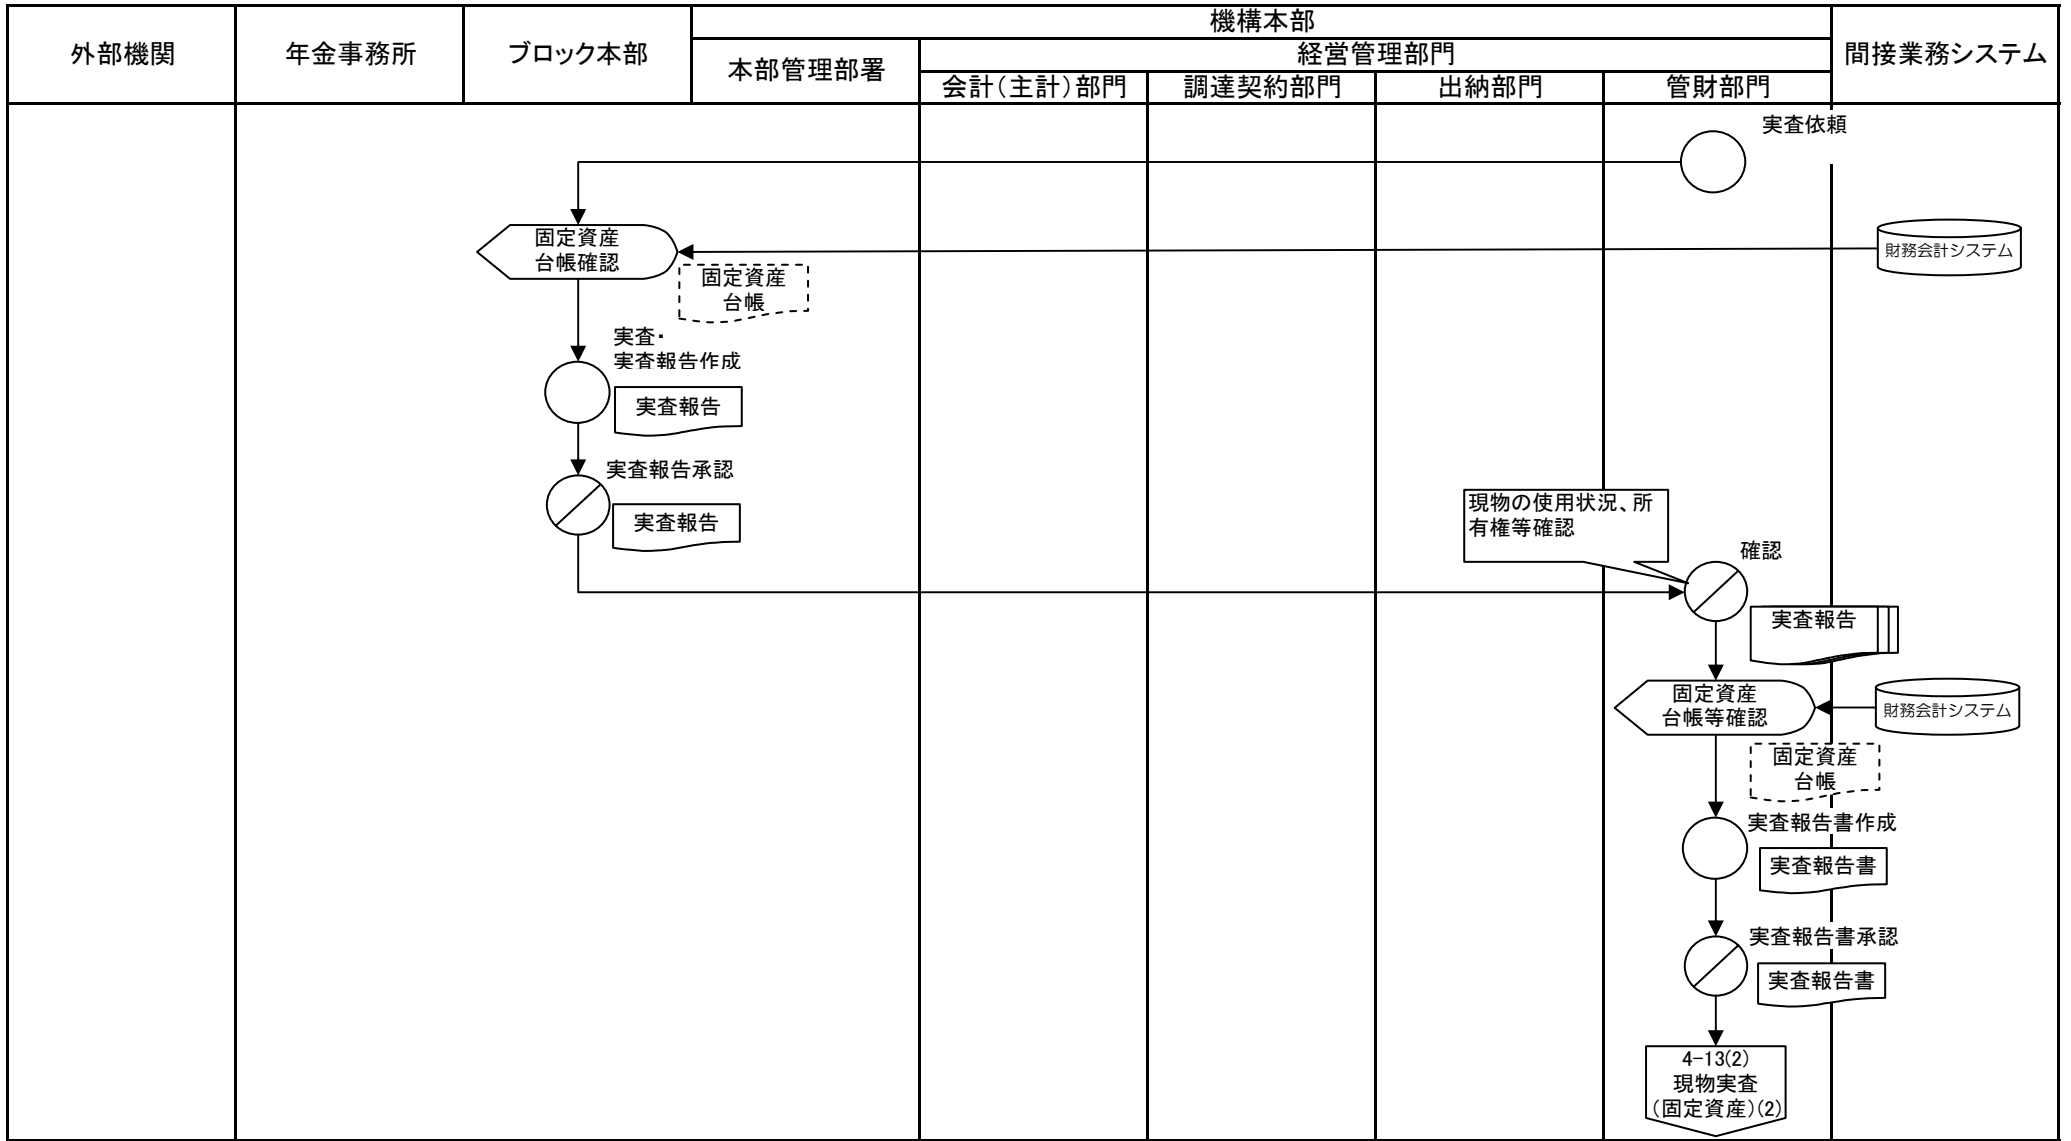 機構本部
外部機関
年金事務所
ブロック本部
経営管理部門
間接業務システム
本部管理部署
会計(主計)部門
調達契約部門
出納部門
管財部門
実査依頼
固定資産
台帳確認
財務会計システム
固定資産
台帳
実査・
実査報告作成
実査報告
実査報告承認
実査報告
現物の使用状況、所
有権等確認
確認
実査報告
固定資産
台帳等確認
財務会計システム
固定資産
台帳
実査報告書作成
実査報告書
実査報告書承認
実査報告書
4-13(2)
現物実査
(固定資産)(2)